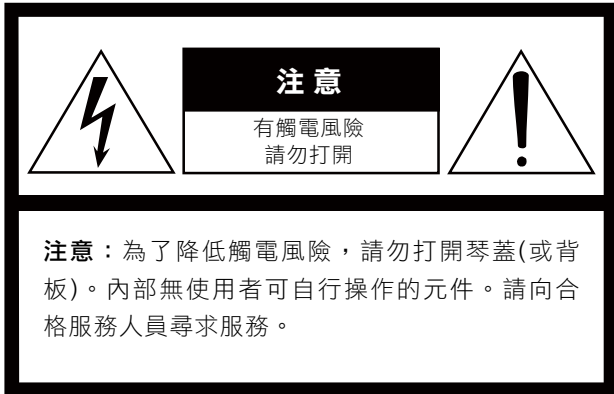 注意
有觸電風險
請勿打開
注意：為了降低觸電風險，請勿打開琴蓋(或背
板)。內部無使用者可自行操作的元件。請向合
格服務人員尋求服務。